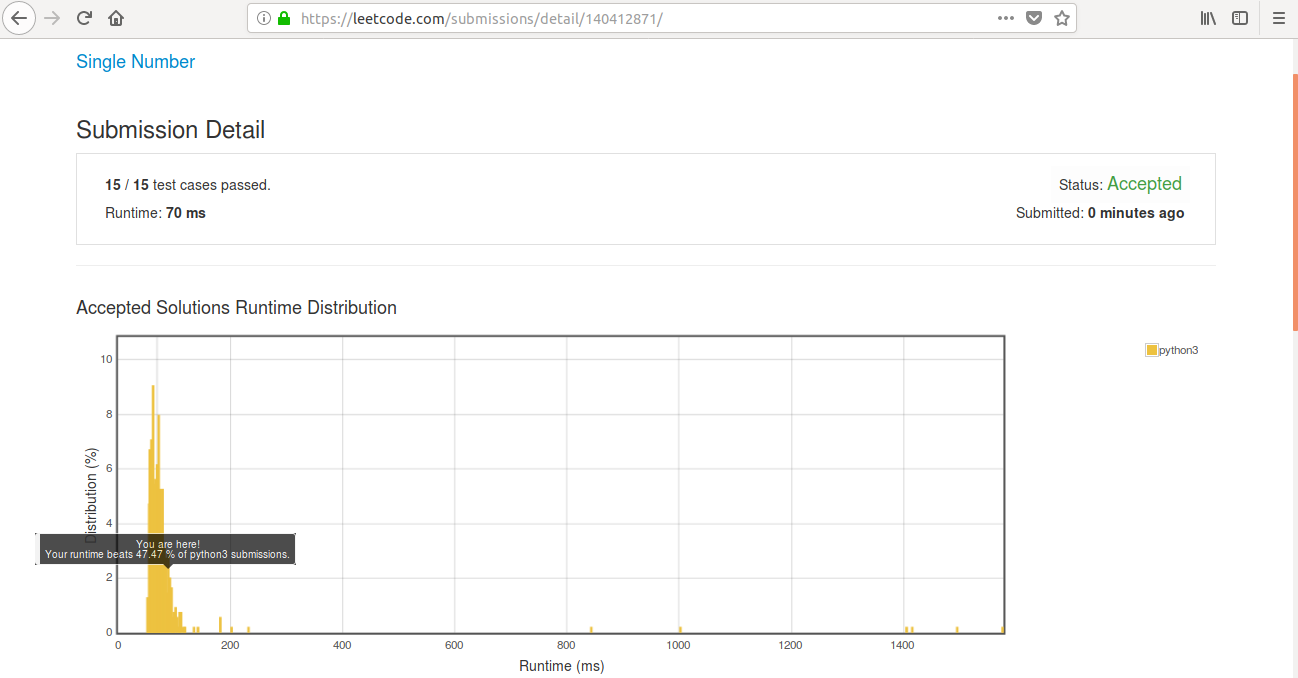 https://leetcode.com/submissions/detail/140412871/
Single Number
Submission Detail
15 / 15 test cases passed.
Status: Accepted
Runtime: 70 ms
Submitted: 0 minutes ago
Accepted Solutions Runtime Distribution
python3
10
8
6
4
2
0
Distribution (%)
You are here!
Your runtime beats 47.47 % of python3 submissions.
0 200 400 600 800 1000 1200 1400
Runtime (ms)